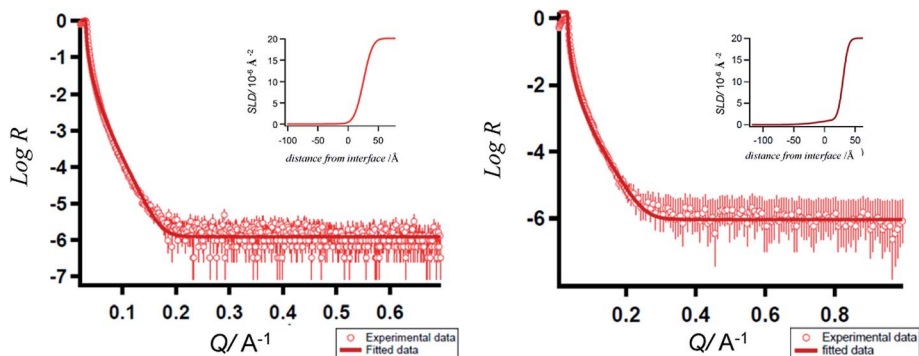 0
-1
-2
-3
-4
-5
-6
-7
Log R
0.1 0.2 0.3 0.4 0.5 0.6
Q/ A-1
Experimental data
Fitted data
20
15
10
5
0
SLD/ 10-6 Å-2
-100 -50 0 50
distance from interface /Å
0
-2
-4
-6
Log R
0.2 0.4 0.6 0.8
Q/ A-1
Experimental data
fitted data
20
15
10
5
0
SLD/ 10-6 Å-2
-100 -50 0 50
distance from interface /Å )